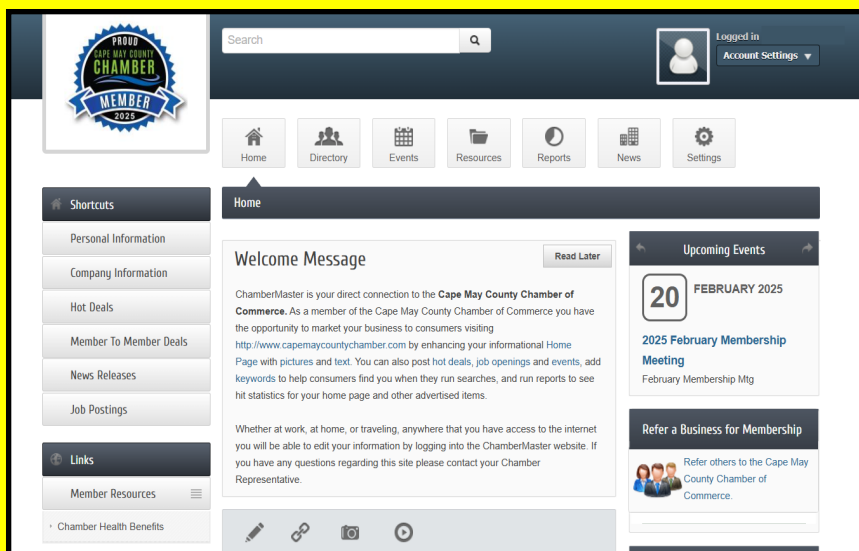 PROUD
CAPE MAY COUNTY
CHAMBER
MEMBER
2025
Search
Logged in
Account Settings
Home
Directory
Events
Resources
Reports
News
Settings
Shortcuts
Personal Information
Company Information
Hot Deals
Member To Member Deals
News Releases
Job Postings
Links
Member Resources
Chamber Health Benefits
Home
Welcome Message
Read Later
ChamberMaster is your direct connection to the Cape May County Chamber of
Commerce. As a member of the Cape May County Chamber of Commerce you have
the opportunity to market your business to consumers visiting
http://www.capemaycountychamber.com by enhancing your informational Home
Page with pictures and text. You can also post hot deals, job openings and events, add
keywords to help consumers find you when they run searches, and run reports to see
hit statistics for your home page and other advertised items.
Whether at work, at home, or traveling, anywhere that you have access to the internet
you will be able to edit your information by logging into the ChamberMaster website. If
you have any questions regarding this site please contact your Chamber
Representative.
Upcoming Events
20
FEBRUARY 2025
2025 February Membership
Meeting
February Membership Mtg
Refer a Business for Membership
Refer others to the Cape May
County Chamber of
Commerce.